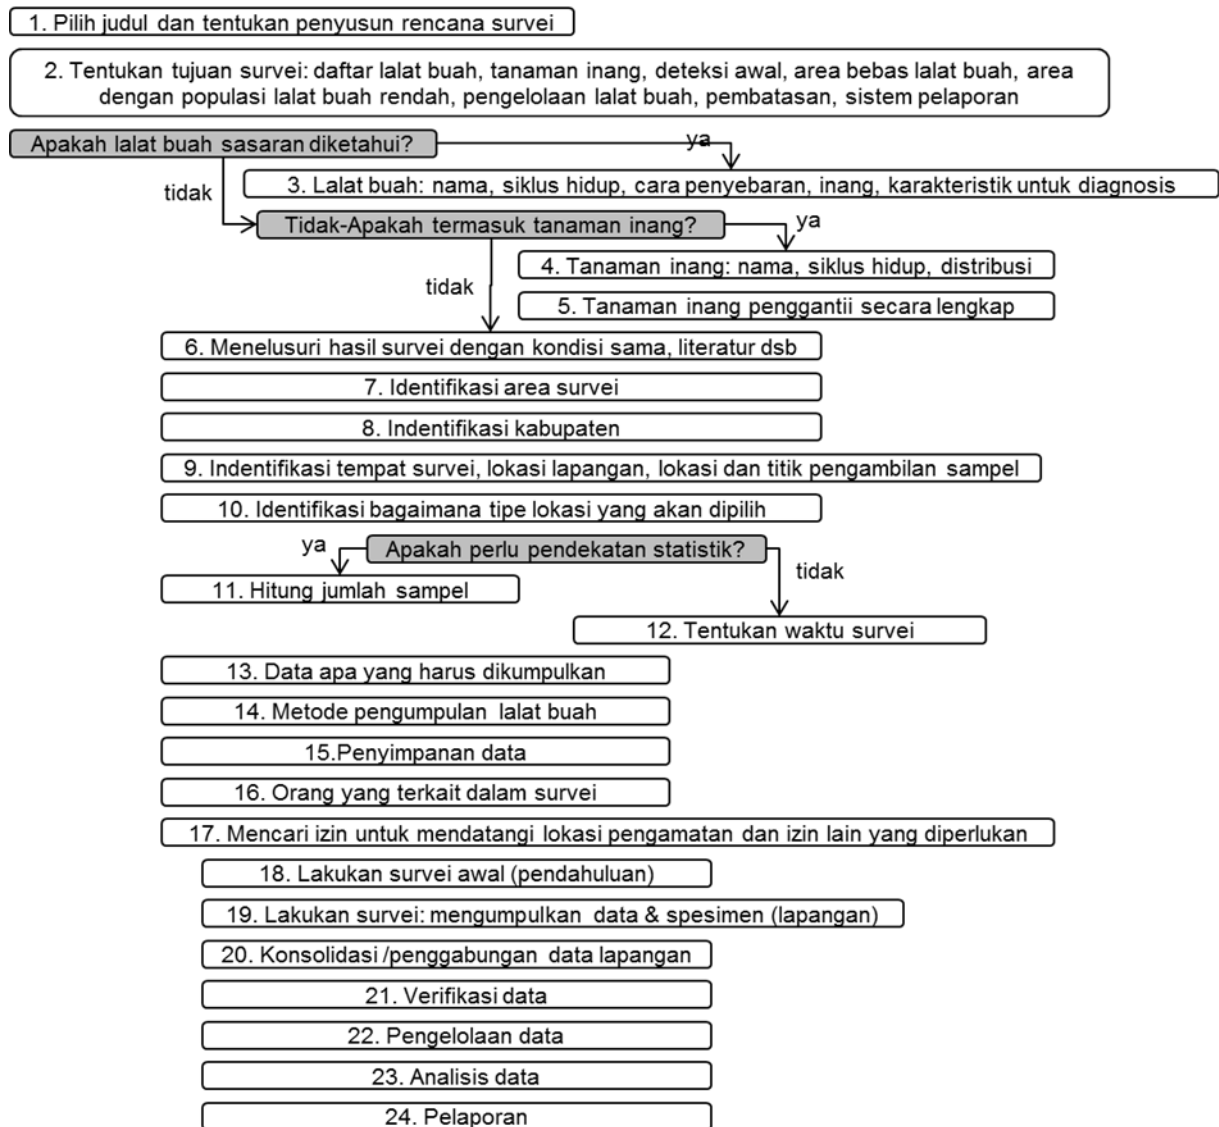 1. Pilih judul dan tentukan penyusun rencana survei
2. Tentukan tujuan survei: daftar lalat buah, tanaman inang, deteksi awal, area bebas lalat buah, area
dengan populasi lalat buah rendah, pengelolaan lalat buah, pembatasan, sistem pelaporan
Apakah lalat buah sasaran diketahui?
ya
tidak
3. Lalat buah: nama, siklus hidup, cara penyebaran, inang, karakteristik untuk diagnosis
Tidak-Apakah termasuk tanaman inang?
ya
tidak
4. Tanaman inang: nama, siklus hidup, distribusi
5. Tanaman inang penggantii secara lengkap
6. Menelusuri hasil survei dengan kondisi sama, literatur dsb
7. Identifikasi area survei
8. Indentifikasi kabupaten
9. Indentifikasi tempat survei, lokasi lapangan, lokasi dan titik pengambilan sampel
10. Identifikasi bagaimana tipe lokasi yang akan dipilih
ya
Apakah perlu pendekatan statistik?
tidak
11. Hitung jumlah sampel
12. Tentukan waktu survei
13. Data apa yang harus dikumpulkan
14. Metode pengumpulan lalat buah
15.Penyimpanan data
16. Orang yang terkait dalam survei
17. Mencari izin untuk mendatangi lokasi pengamatan dan izin lain yang diperlukan
18. Lakukan survei awal (pendahuluan)
19. Lakukan survei: mengumpulkan data & spesimen (lapangan)
20. Konsolidasi /penggabungan data lapangan
21. Verifikasi data
22. Pengelolaan data
23. Analisis data
24. Pelaporan